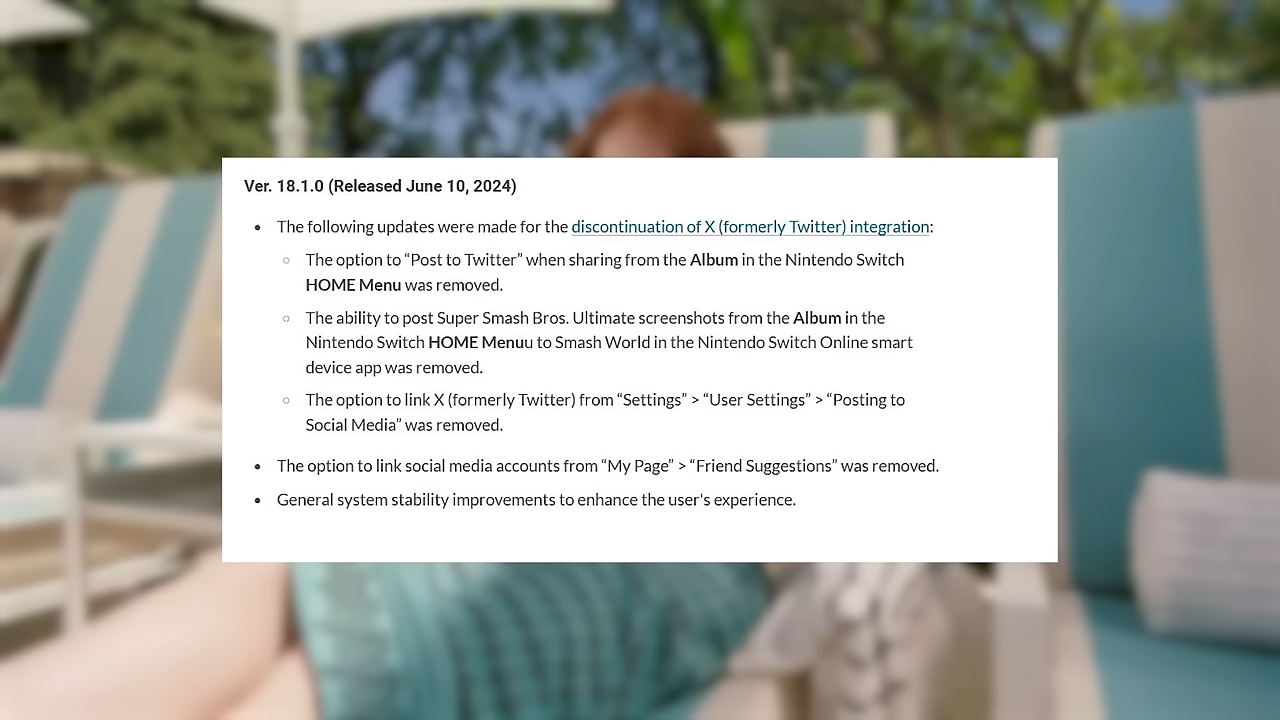 Ver. 18.1.0 (Released June 10, 2024)
• The following updates were made for the discontinuation of X (formerly Twitter) integration:
○ The option to “Post to Twitter” when sharing from the Album in the Nintendo Switch
HOME Menu was removed.
○ The ability to post Super Smash Bros. Ultimate screenshots from the Album in the
Nintendo Switch HOME Menuu to Smash World in the Nintendo Switch Online smart
device app was removed.
○ The option to link X (formerly Twitter) from “Settings” > “User Settings” > “Posting to
Social Media” was removed.
• The option to link social media accounts from “My Page” > “Friend Suggestions” was removed.
• General system stability improvements to enhance the user's experience.